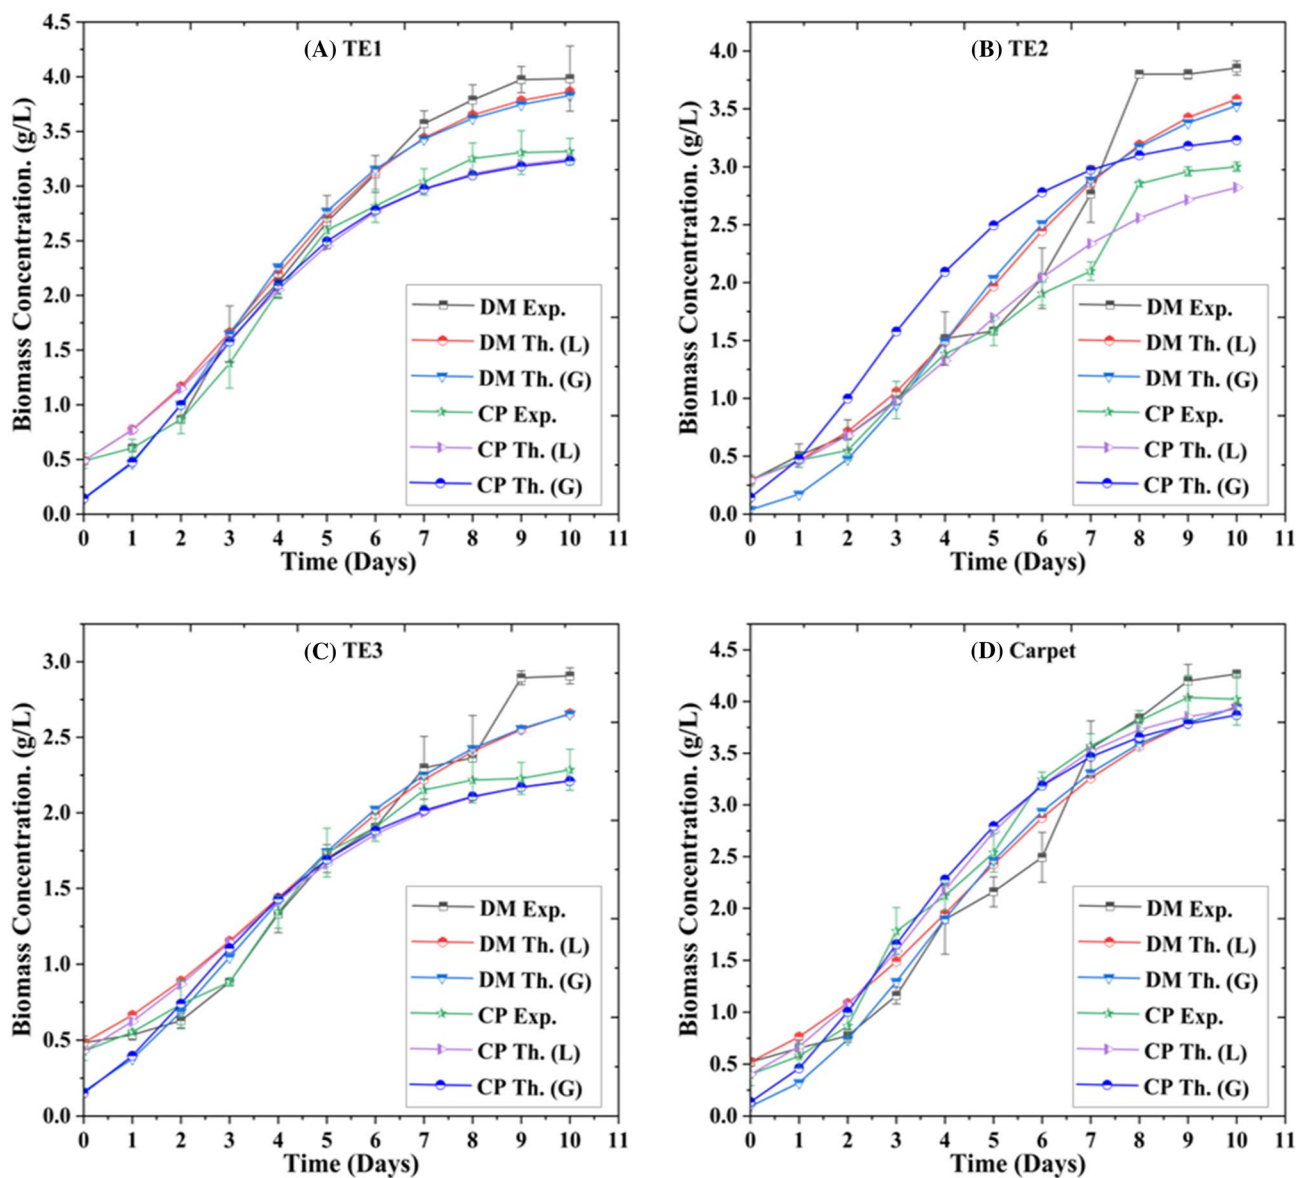 (A) TE1
Biomass Concentration. (g/L)
4.5
4.0
3.5
3.0
2.5
2.0
1.5
1.0
0.5
0.0
DM Exp.
DM Th. (L)
DM Th. (G)
CP Exp.
CP Th. (L)
CP Th. (G)
0 1 2 3 4 5 6 7 8 9 10 11
Time (Days)
(B) TE2
Biomass Concentration. (g/L)
4.0
3.5
3.0
2.5
2.0
1.5
1.0
0.5
0.0
DM Exp.
DM Th. (L)
DM Th. (G)
CP Exp.
CP Th. (L)
CP Th. (G)
0 1 2 3 4 5 6 7 8 9 10 11
Time (Days)
(C) TE3
Biomass Concentration. (g/L)
3.0
2.5
2.0
1.5
1.0
0.5
0.0
DM Exp.
DM Th. (L)
DM Th. (G)
CP Exp.
CP Th. (L)
CP Th. (G)
0 1 2 3 4 5 6 7 8 9 10 11
Time (Days)
(D) Carpet
Biomass Concentration. (g/L)
4.5
4.0
3.5
3.0
2.5
2.0
1.5
1.0
0.5
0.0
DM Exp.
DM Th. (L)
DM Th. (G)
CP Exp.
CP Th. (L)
CP Th. (G)
0 1 2 3 4 5 6 7 8 9 10 11
Time (Days)